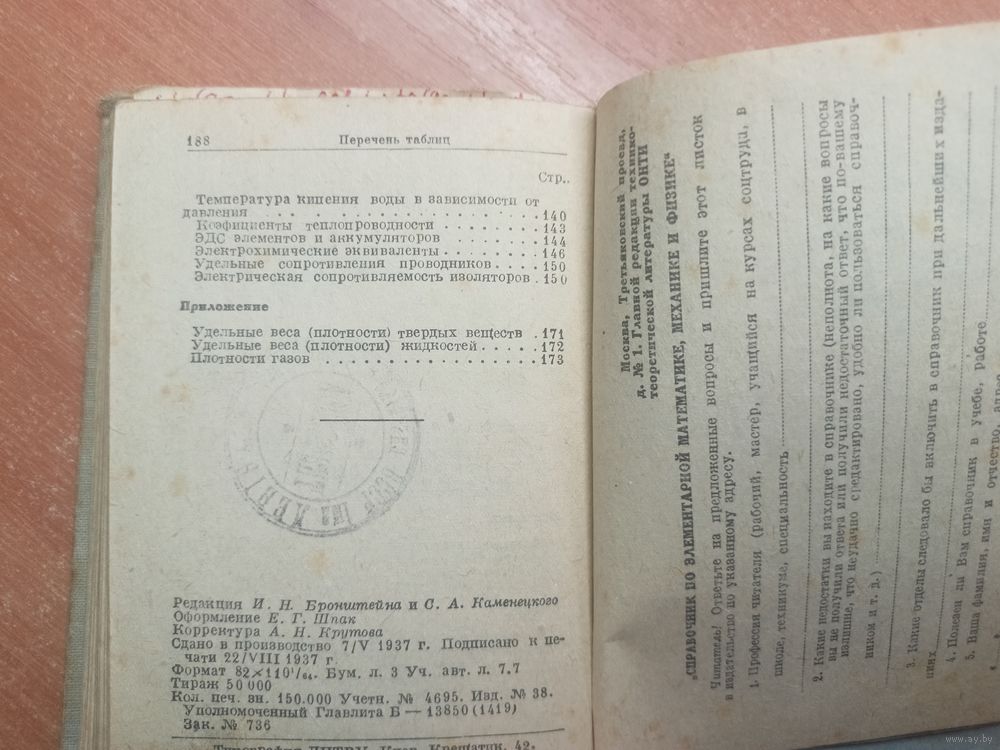 188
Перечень таблиц
Стр..
Температура кипения воды в зависимости от
давления . . . . . . . . . . . . . . . . . . 140
Коэфициенты теплопроводности . . . . . . . 143
ЭДС элементов и аккумуляторов . . . . . . . 144
Электрохимические эквиваленты . . . . . . . 146
Удельные сопротивления проводников . . . . 150
Электрическая сопротивляемость изоляторов . 150
Приложение
Удельные веса (плотности) твердых веществ . 171
Удельные веса (плотности) жидкостей . . . . . 172
Плотности газов . . . . . . . . . . . . . . . . . 173
Редакция И. Н. Бронштейна и С. А. Каменецкого
Оформление Е. Г. Шпак
Корректура А. Н. Крутова
Сдано в производство 7/V 1937 г. Подписано к пе-
чати 22/VIII 1937 г.
Формат 82×110¹/₆₄. Бум. л. 3 Уч. авт. л. 7.7
Тираж 50 000
Кол. печ. зн. 150.000 Учетн. № 4695. Изд. № 38.
Уполномоченный Главлита Б — 13850 (1419)
Зак. № 736
Крещатик, 42.
Москва, Третьяковский проезд,
д. № 1. Главной редакции технико-
теоретической литературы ОНТИ
„СПРАВОЧНИК ПО ЭЛЕМЕНТАРНОЙ МАТЕМАТИКЕ, МЕХАНИКЕ И ФИЗИКЕ“
Читатель! Ответьте на предложенные вопросы и пришлите этот листок
в издательство по указанному адресу.
1. Профессия читателя (рабочий, мастер, учащийся на курсах соцтруда, в
школе, техникуме, специальность
2. Какие недостатки вы находите в справочнике (неполнота, на какие вопросы
вы не получили ответа или получили недостаточный ответ, что по-вашему
излишне, что неудачно средактировано, удобно ли пользоваться справоч-
ником и т. д.)
3. Какие отделы следовало бы включить в справочник при дальнейших изда-
ниях
4. Полезен ли Вам справочник в учебе, работе
5. Ваша фамилия, имя и отчество, адрес
www.ay.by